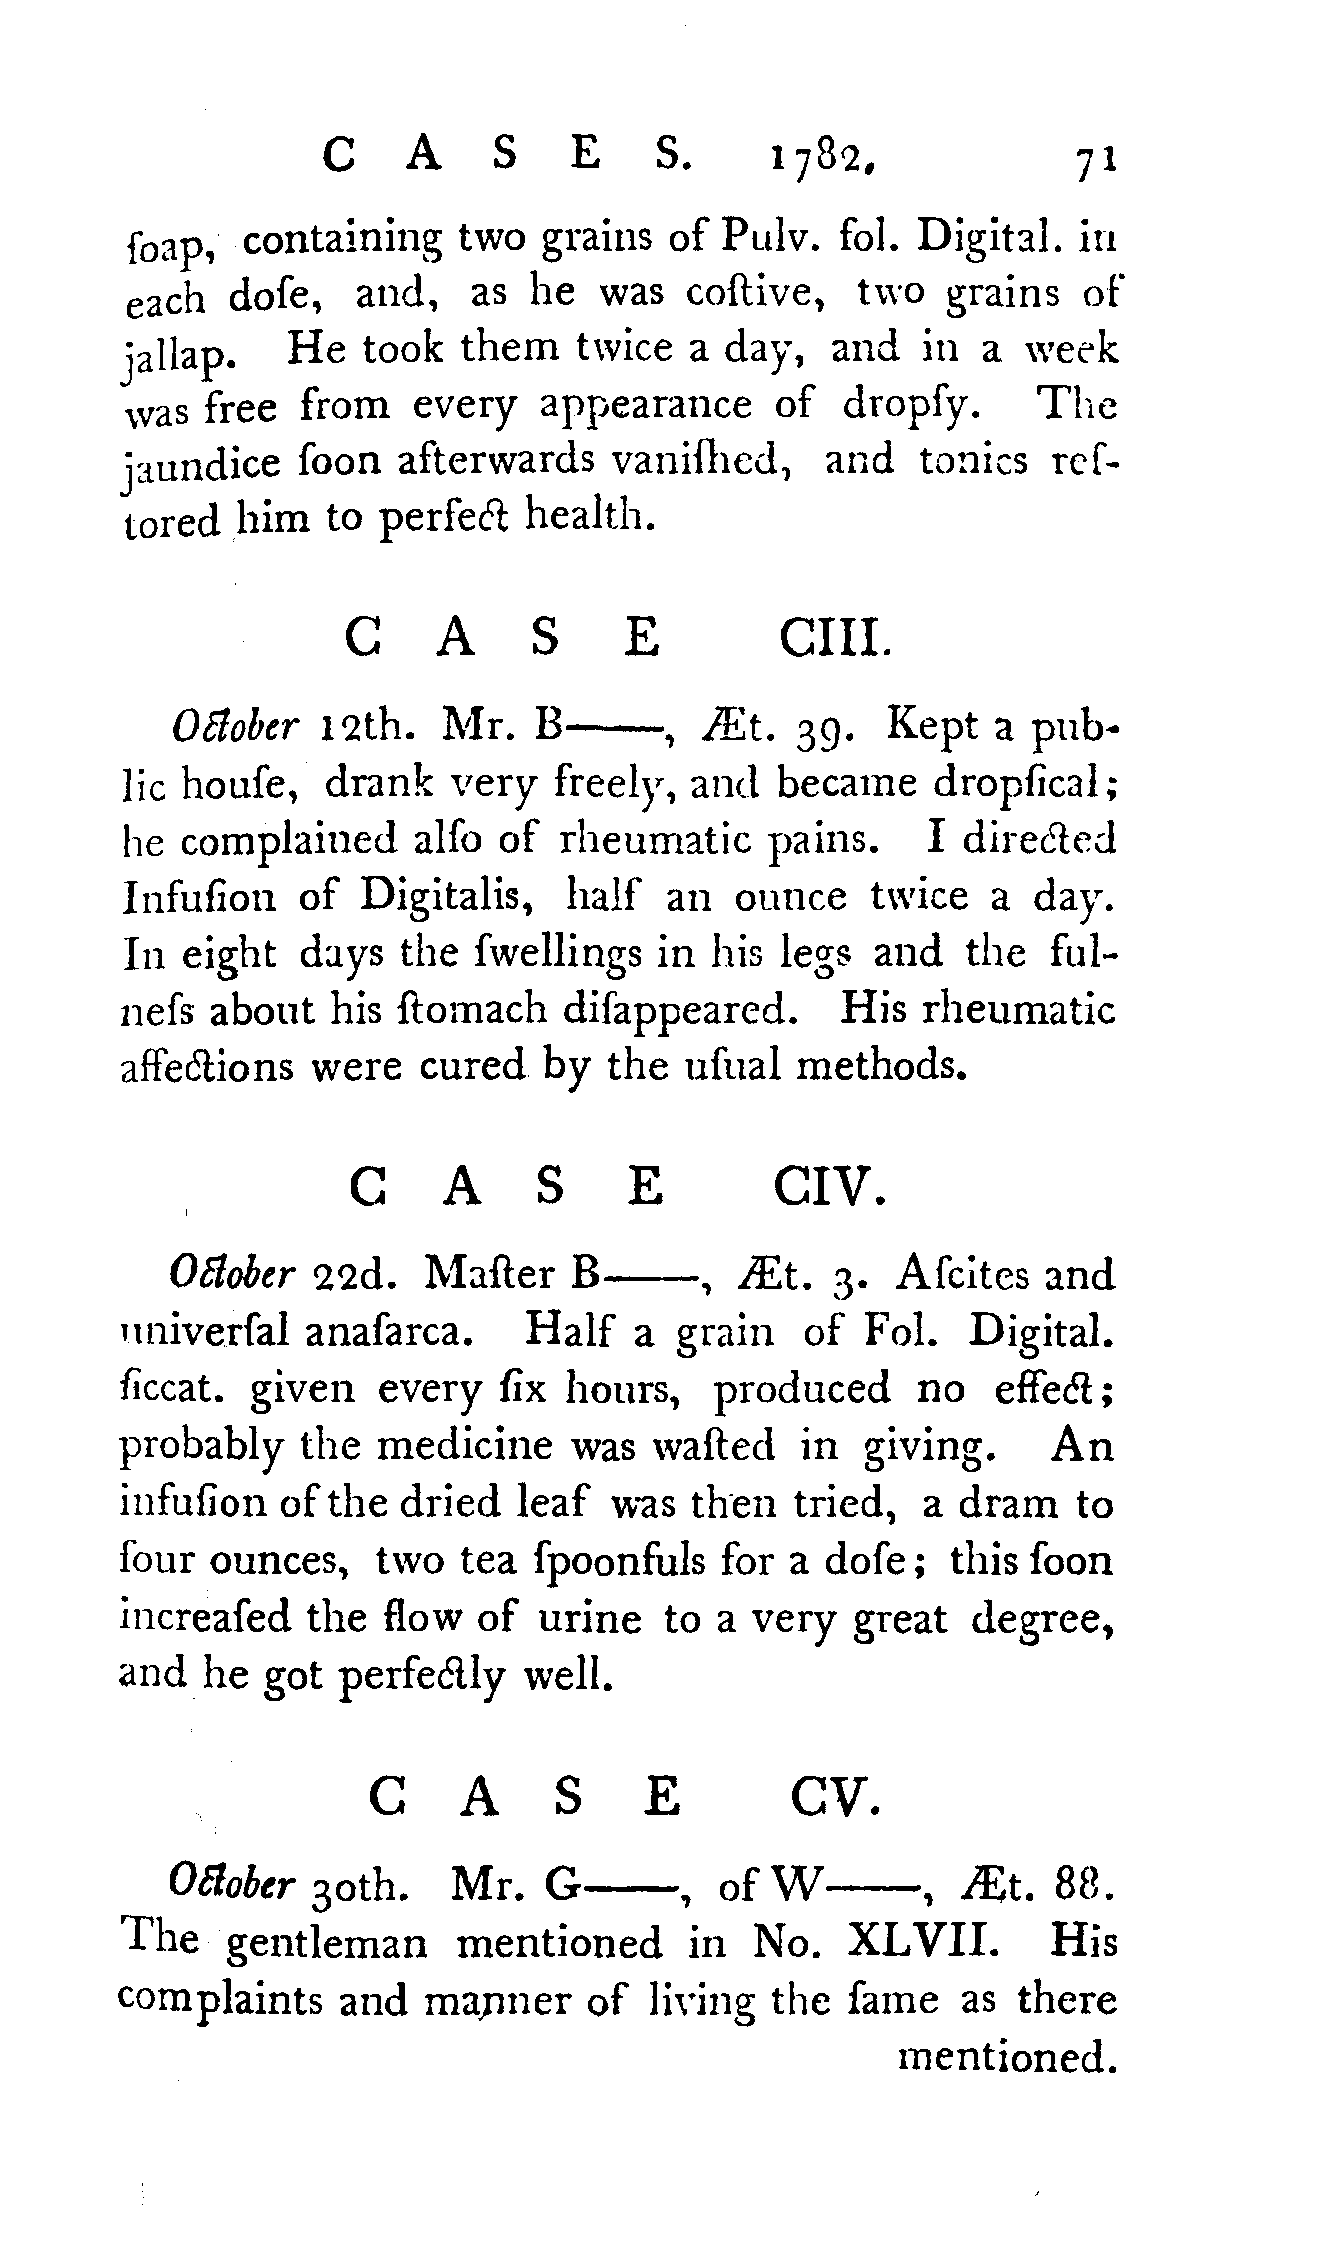 C A S E S. 1782. 71
ſoap, containing two grains of Pulv. fol. Digital. in
each doſe, and, as he was coſtive, two grains of
jallap. He took them twice a day, and in a week
was free from every appearance of dropſy. The
jaundice ſoon afterwards vaniſhed, and tonics reſ-
tored him to perfect health.
C A S E CIII.
October 12th. Mr. B——, Æt. 39. Kept a pub-
lic houſe, drank very freely, and became dropſical;
he complained alſo of rheumatic pains. I directed
Infuſion of Digitalis, half an ounce twice a day.
In eight days the ſwellings in his legs and the ful-
neſs about his ſtomach diſappeared. His rheumatic
affections were cured by the uſual methods.
C A S E CIV.
October 22d. Maſter B——, Æt. 3. Aſcites and
univerſal anaſarca. Half a grain of Fol. Digital.
ſiccat. given every ſix hours, produced no effect;
probably the medicine was waſted in giving. An
infuſion of the dried leaf was then tried, a dram to
four ounces, two tea ſpoonfuls for a doſe; this ſoon
increaſed the flow of urine to a very great degree,
and he got perfectly well.
C A S E CV.
October 30th. Mr. G——, of W——, Æt. 88.
The gentleman mentioned in No. XLVII. His
complaints and manner of living the ſame as there
mentioned.